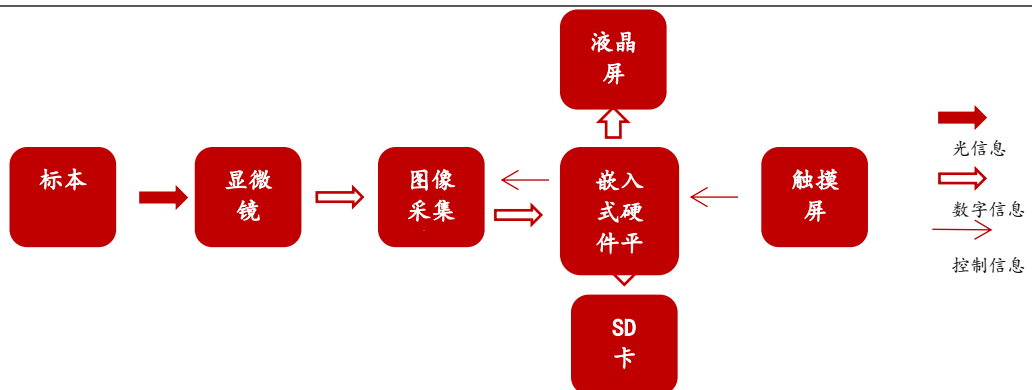 液晶
屏
标本
显微
镜
图像
采集
嵌入
式硬
件平
触摸
屏
SD
卡
光信息
数字信息
控制信息